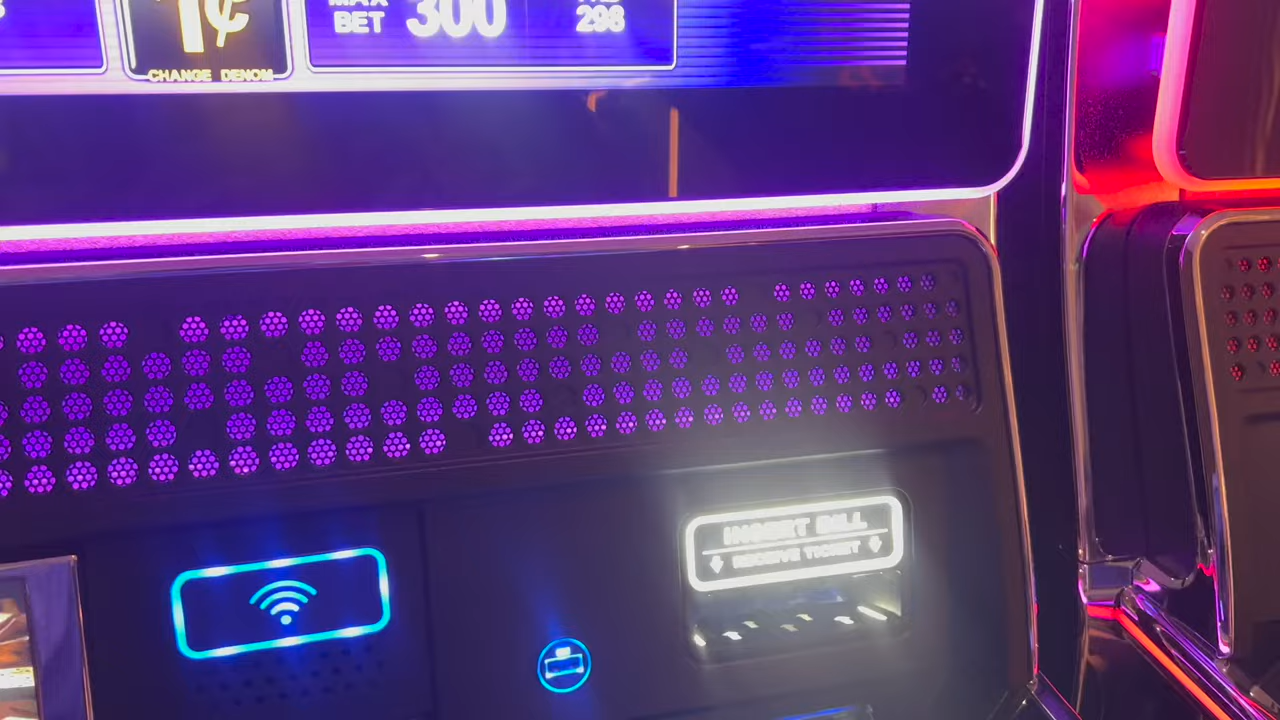 1¢
CHANGE DENOM
MAX
BET
300
298
INSERT BILL
RECEIVE TICKET